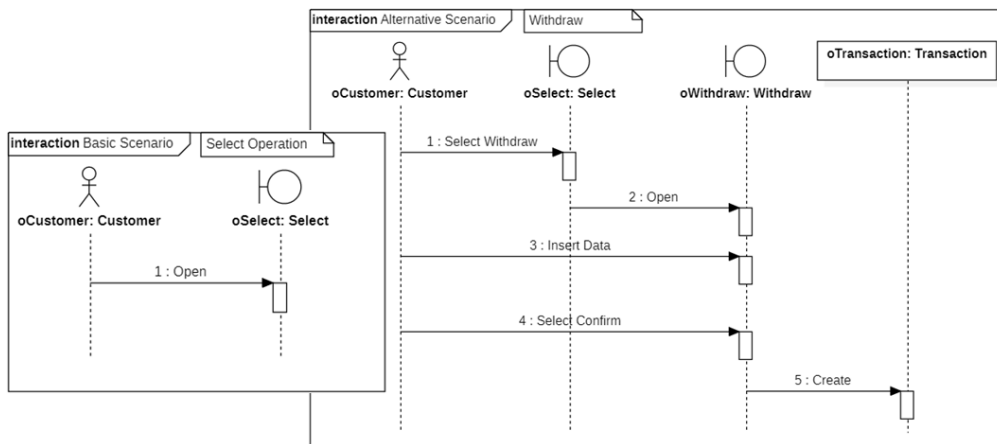 interaction Alternative Scenario
Withdraw
oTransaction: Transaction
oCustomer: Customer
oSelect: Select
oWithdraw: Withdraw
1 : Select Withdraw
2 : Open
3 : Insert Data
4 : Select Confirm
5 : Create
interaction Basic Scenario
Select Operation
oCustomer: Customer
oSelect: Select
1 : Open